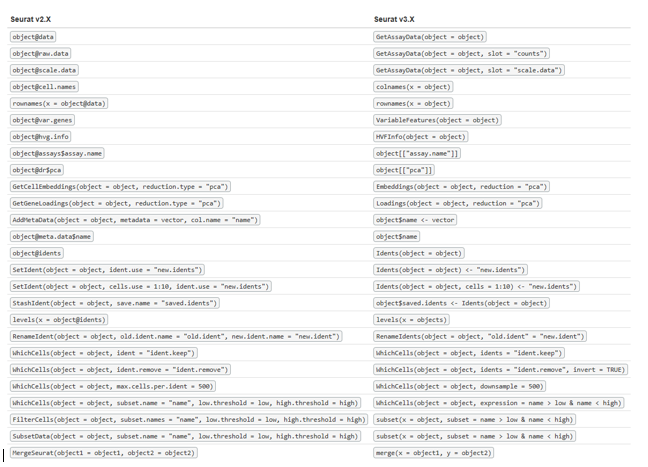 Seurat v2.X Seurat v3.X
object@data GetAssayData(object = object)
object@raw.data GetAssayData(object = object, slot = "counts")
object@scale.data GetAssayData(object = object, slot = "scale.data")
object@cell.names colnames(x = object)
rownames(x = object@data) rownames(x = object)
object@var.genes VariableFeatures(object = object)
object@hvg.info HVFInfo(object = object)
object@assays$assay.name object[["assay.name"]]
object@dr$pca object[["pca"]]
GetCellEmbeddings(object = object, reduction.type = "pca") Embeddings(object = object, reduction = "pca")
GetGeneLoadings(object = object, reduction.type = "pca") Loadings(object = object, reduction = "pca")
AddMetaData(object = object, metadata = vector, col.name = "name") object$name <- vector
object@meta.data$name object$name
object@idents Idents(object = object)
SetIdent(object = object, ident.use = "new.idents") Idents(object = object) <- "new.idents"
SetIdent(object = object, cells.use = 1:10, ident.use = "new.idents") Idents(object = object, cells = 1:10) <- "new.idents"
StashIdent(object = object, save.name = "saved.idents") object$saved.idents <- Idents(object = object)
levels(x = object@idents) levels(x = objects)
RenameIdent(object = object, old.ident.name = "old.ident", new.ident.name = "new.ident") RenameIdents(object = object, "old.ident" = "new.ident")
WhichCells(object = object, ident = "ident.keep") WhichCells(object = object, idents = "ident.keep")
WhichCells(object = object, ident.remove = "ident.remove") WhichCells(object = object, idents = "ident.remove", invert = TRUE)
WhichCells(object = object, max.cells.per.ident = 500) WhichCells(object = object, downsample = 500)
WhichCells(object = object, subset.name = "name", low.threshold = low, high.threshold = high) WhichCells(object = object, expression = name > low & name < high)
FilterCells(object = object, subset.names = "name", low.threshold = low, high.threshold = high) subset(x = object, subset = name > low & name < high)
SubsetData(object = object, subset.name = "name", low.threshold = low, high.threshold = high) subset(x = object, subset = name > low & name < high)
MergeSeurat(object1 = object1, object2 = object2) merge(x = object1, y = object2)